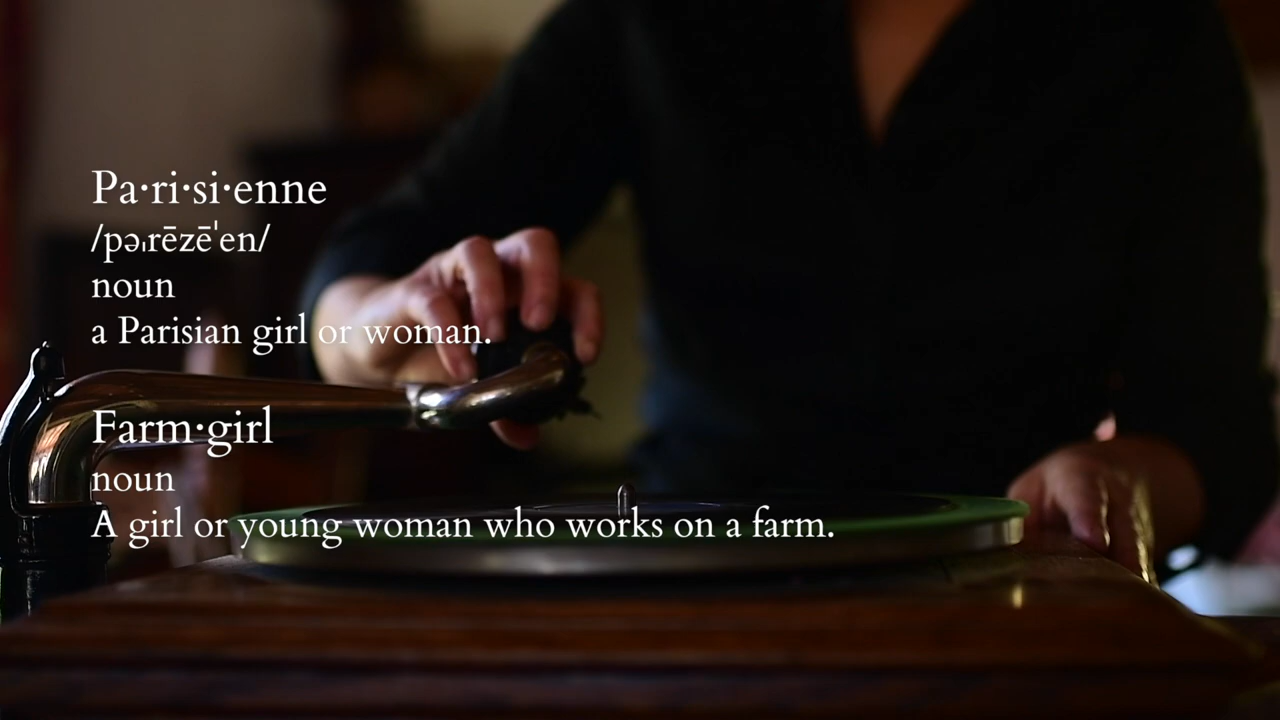 Pa·ri·si·enne
/pəˌrēzēˈen/
noun
a Parisian girl or woman.
Farm·girl
noun
A girl or young woman who works on a farm.